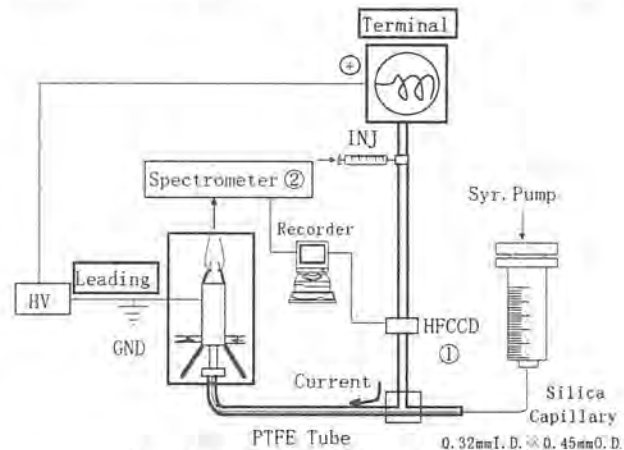 Terminal
⊕
INJ
Spectrometer ②
Syr. Pump
Recorder
Leading
HV
HFCCD
GND
①
Current
Silica
Capillary
PTFE Tube
0.32mmI.D. 0.45mmO.D.